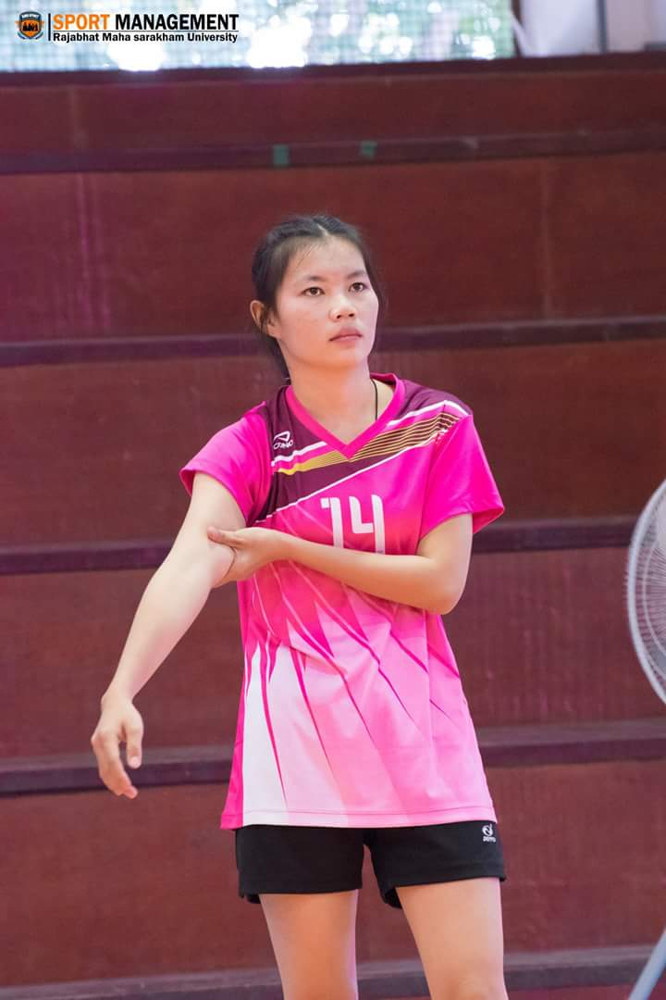 SPORT MANAGEMENT
Rajabhat Maha sarakham University
14